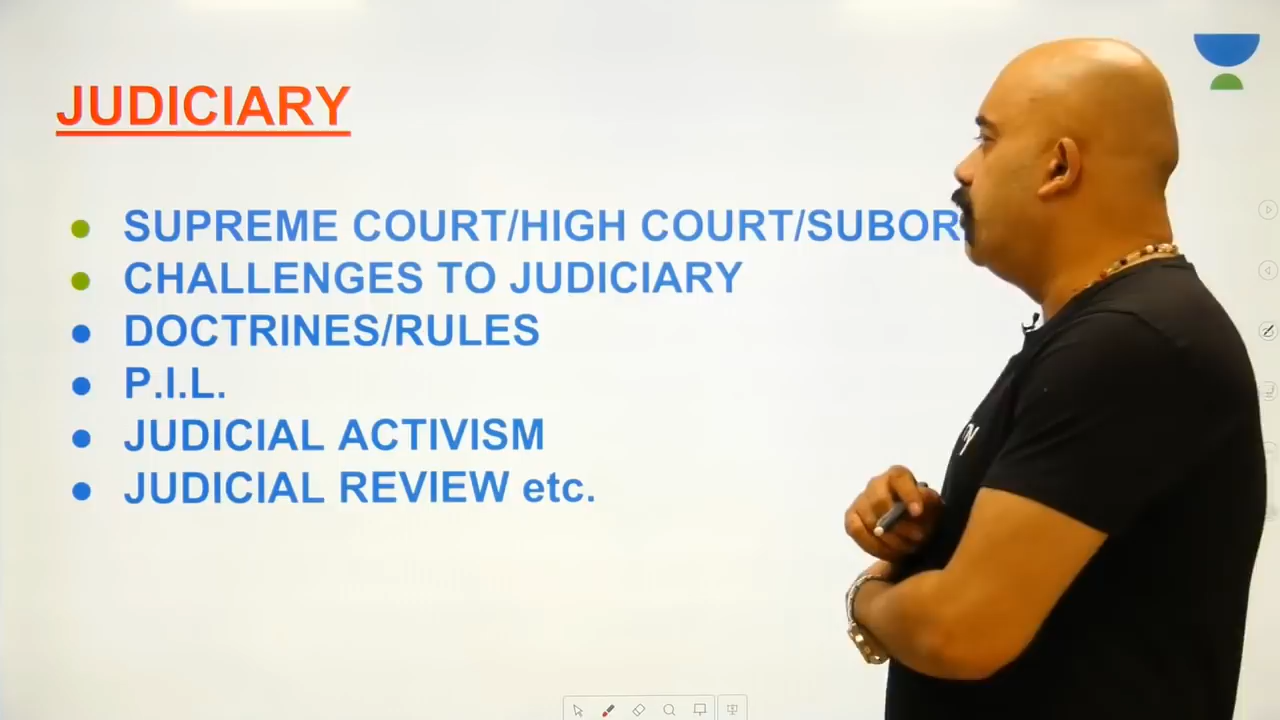 JUDICIARY
SUPREME COURT/HIGH COURT/SUBOR
CHALLENGES TO JUDICIARY
DOCTRINES/RULES
P.I.L.
JUDICIAL ACTIVISM
JUDICIAL REVIEW etc.